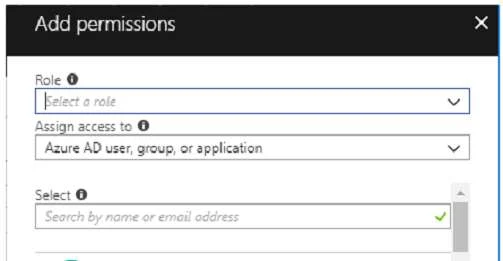 Add permissions
Role
Select a role
Assign access to
Azure AD user, group, or application
Select
Search by name or email address